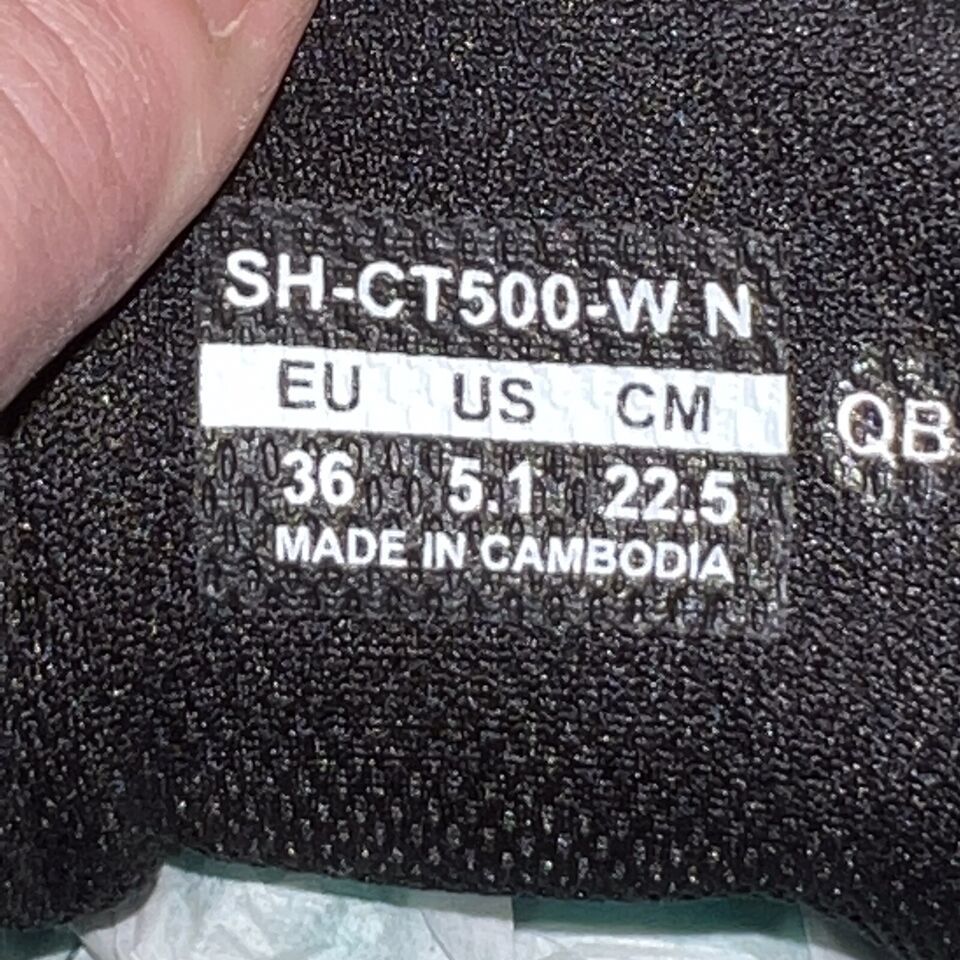 SH-CT500-W N
EU US CM
36 5.1 22.5
MADE IN CAMBODIA
QB